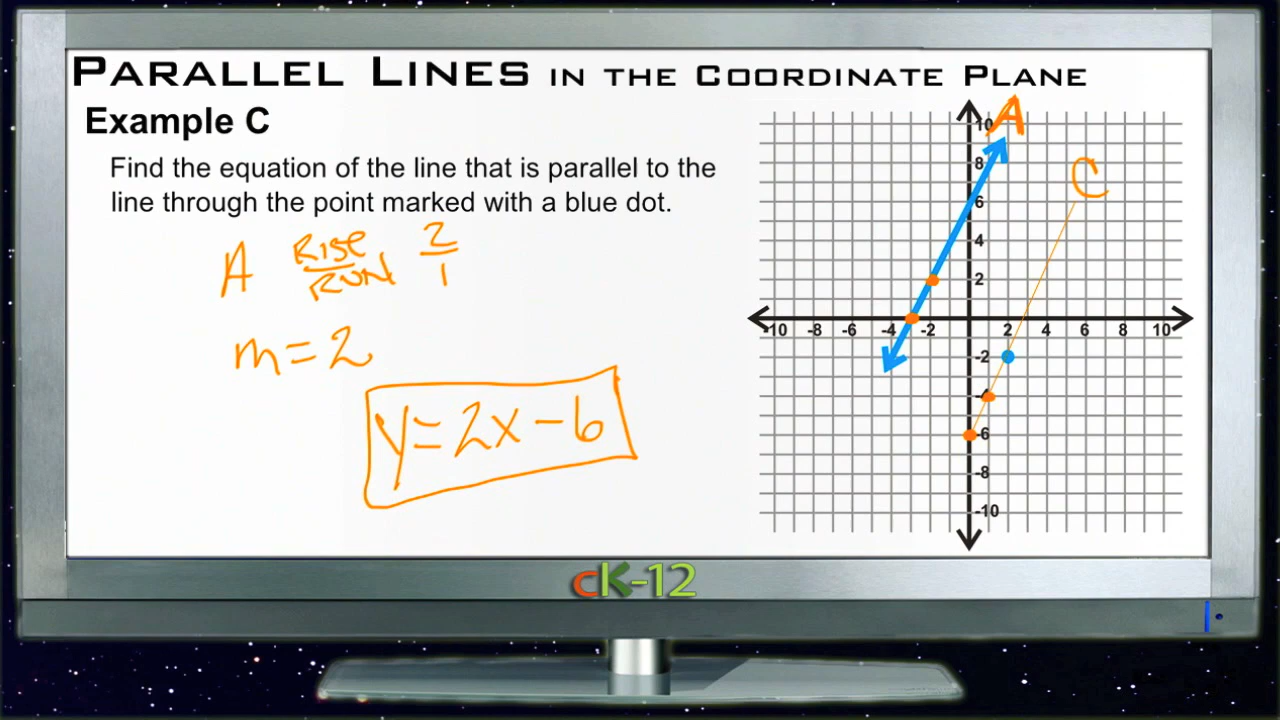 PARALLEL LINES IN THE COORDINATE PLANE
Example C
Find the equation of the line that is parallel to the
line through the point marked with a blue dot.
A RISE/RUN 2/1
m=2
y=2x-6
A
C
10
8
6
4
2
-10 -8 -6 -4 -2 2 4 6 8 10
-2
-4
-6
-8
-10
cK-12